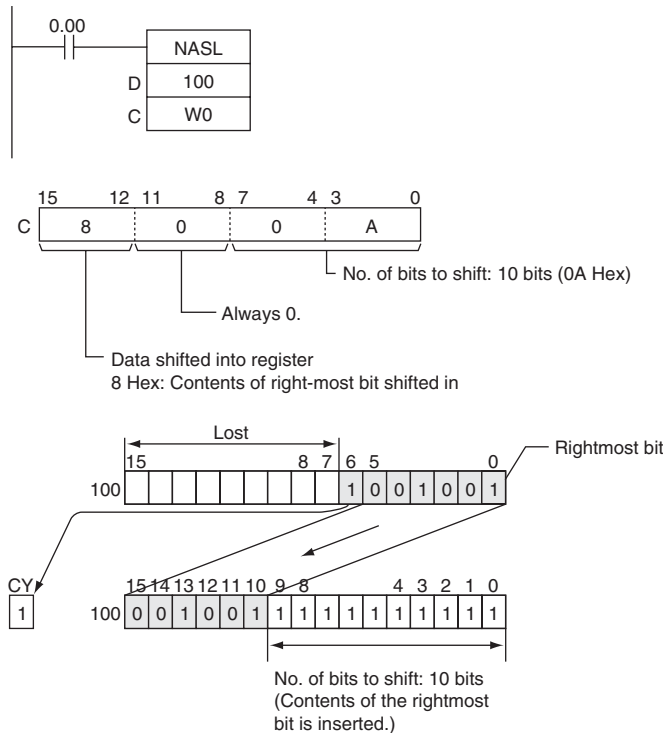 0.00
NASL
D 100
C W0
15 12 11 8 7 4 3 0
C 8 0 0 A
No. of bits to shift: 10 bits (0A Hex)
Always 0.
Data shifted into register
8 Hex: Contents of right-most bit shifted in
Lost
15 8 7 6 5 0
Rightmost bit
100 1 0 0 1 0 0 1
CY 15 14 13 12 11 10 9 8 4 3 2 1 0
1 100 0 0 1 0 0 1 1 1 1 1 1 1 1 1 1 1
No. of bits to shift: 10 bits
(Contents of the rightmost
bit is inserted.)